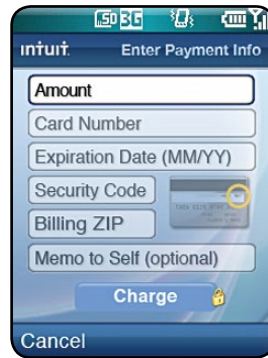 3G
intuit. Enter Payment Info
Amount
Card Number
Expiration Date (MM/YY)
Security Code
Billing ZIP
Memo to Self (optional)
Charge
Cancel